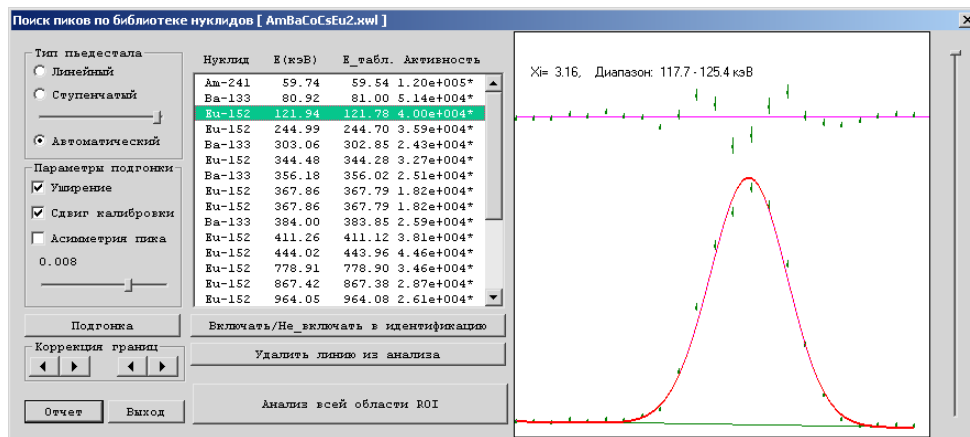 Поиск пиков по библиотеке нуклидов [ AmBaCoCsEu2.xwl ]
Тип пьедестала
Линейный
Ступенчатый
Автоматический
Параметры подгонки
Уширение
Сдвиг калибровки
Асимметрия пика
0.008
Подгонка
Коррекция границ
Отчет
Выход
Нуклид E(кэВ) E_табл. Активность
Am-241 59.74 59.54 1.20e+005*
Ba-133 80.92 81.00 5.14e+004*
Eu-152 121.94 121.78 4.00e+004*
Eu-152 244.99 244.70 3.59e+004*
Ba-133 303.06 302.85 2.43e+004*
Eu-152 344.48 344.28 3.27e+004*
Ba-133 356.18 356.02 2.51e+004*
Eu-152 367.86 367.79 1.82e+004*
Eu-152 367.86 367.79 1.82e+004*
Ba-133 384.00 383.85 2.59e+004*
Eu-152 411.26 411.12 3.81e+004*
Eu-152 444.02 443.96 4.46e+004*
Eu-152 778.91 778.90 3.46e+004*
Eu-152 867.42 867.38 2.87e+004*
Eu-152 964.05 964.08 2.61e+004*
Включать/Не_включать в идентификацию
Удалить линию из анализа
Анализ всей области ROI
Xi= 3.16, Диапазон: 117.7 - 125.4 кэВ